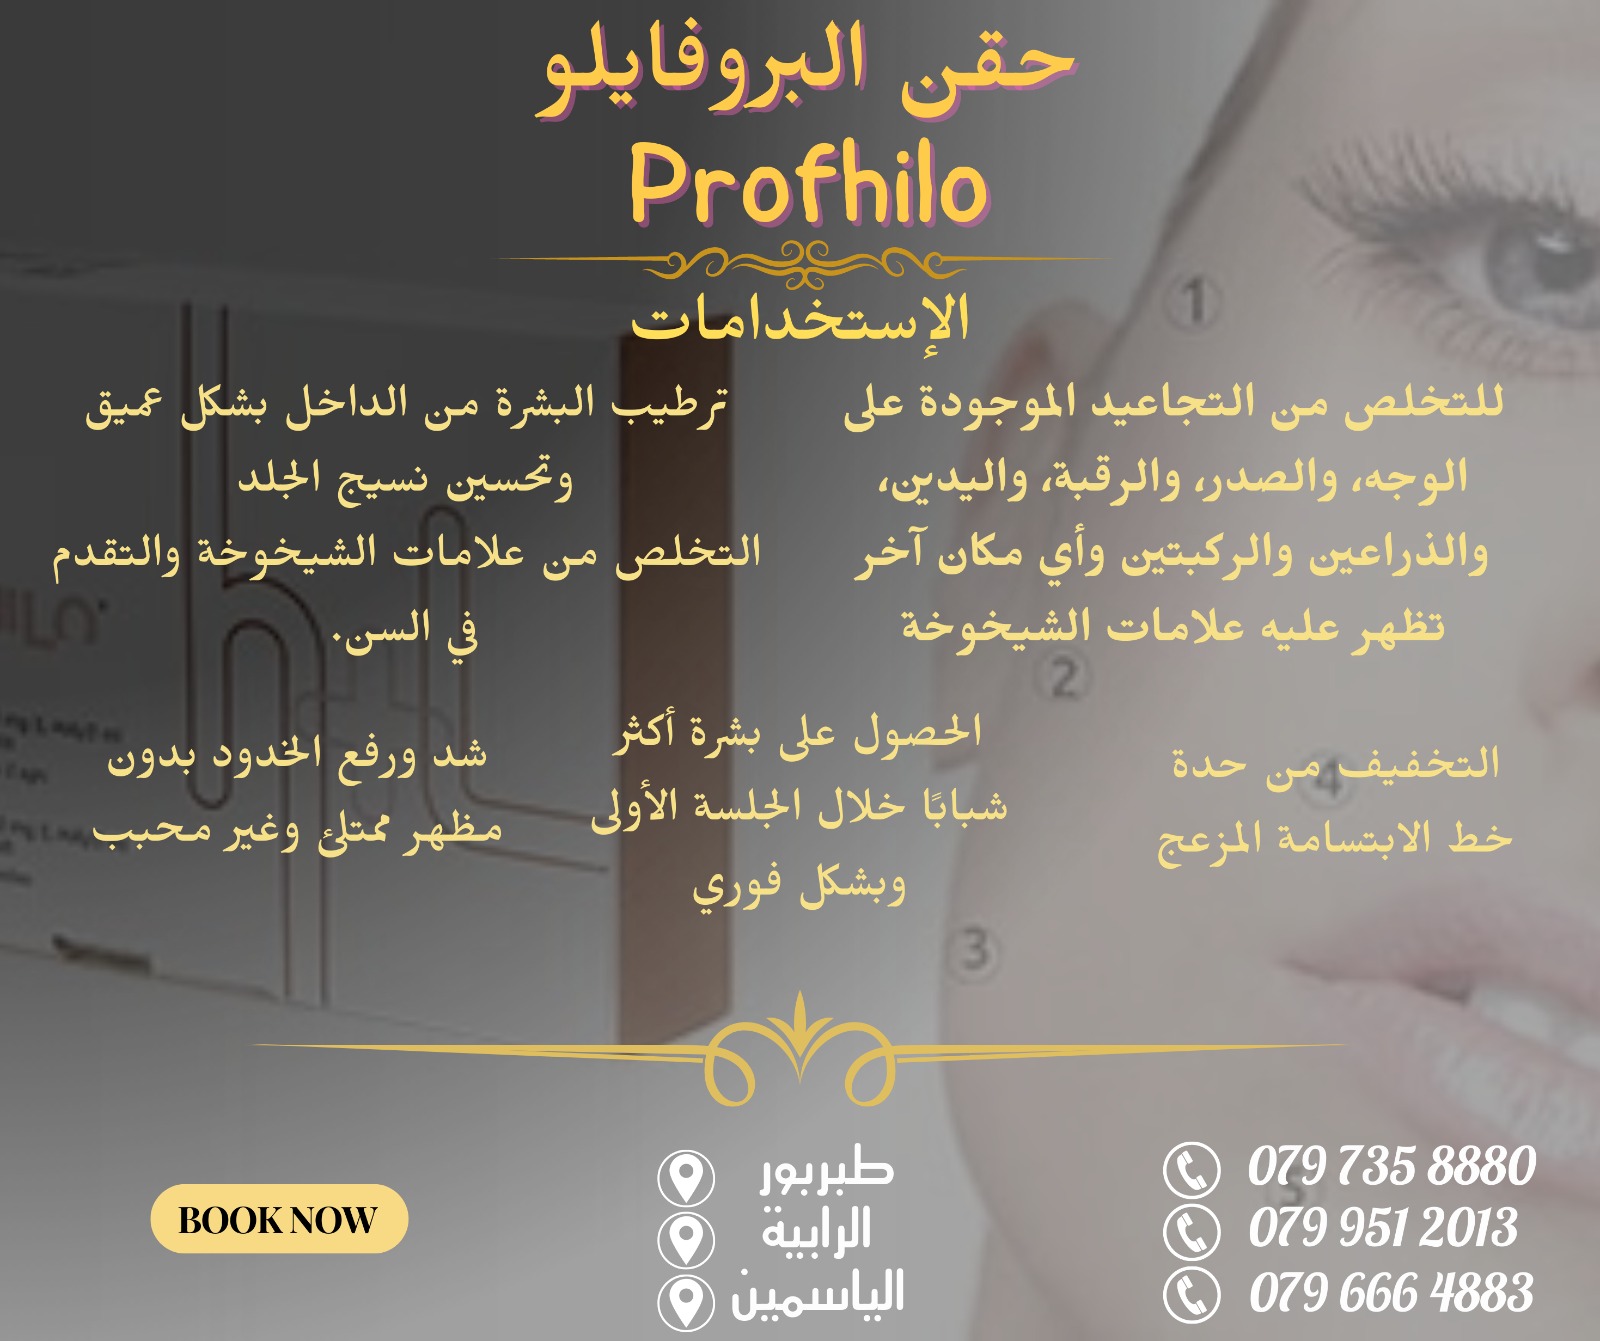 حقن البروفايلو
Profhilo
الإستخدامات
للتخلص من التجاعيد الموجودة على
الوجه، والصدر، والرقبة، واليدين،
والذراعين والركبتين وأي مكان آخر
تظهر عليه علامات الشيخوخة
ترطيب البشرة من الداخل بشكل عميق
وتحسين نسيج الجلد
التخلص من علامات الشيخوخة والتقدم
في السن.
التخفيف من حدة
خط الابتسامة المزعج
الحصول على بشرة أكثر
شبابًا خلال الجلسة الأولى
وبشكل فوري
شد ورفع الخدود بدون
مظهر ممتلئ وغير محبب
1
2
4
3
5
079 735 8880
079 951 2013
079 666 4883
طبربور
الرابية
الياسمين
BOOK NOW